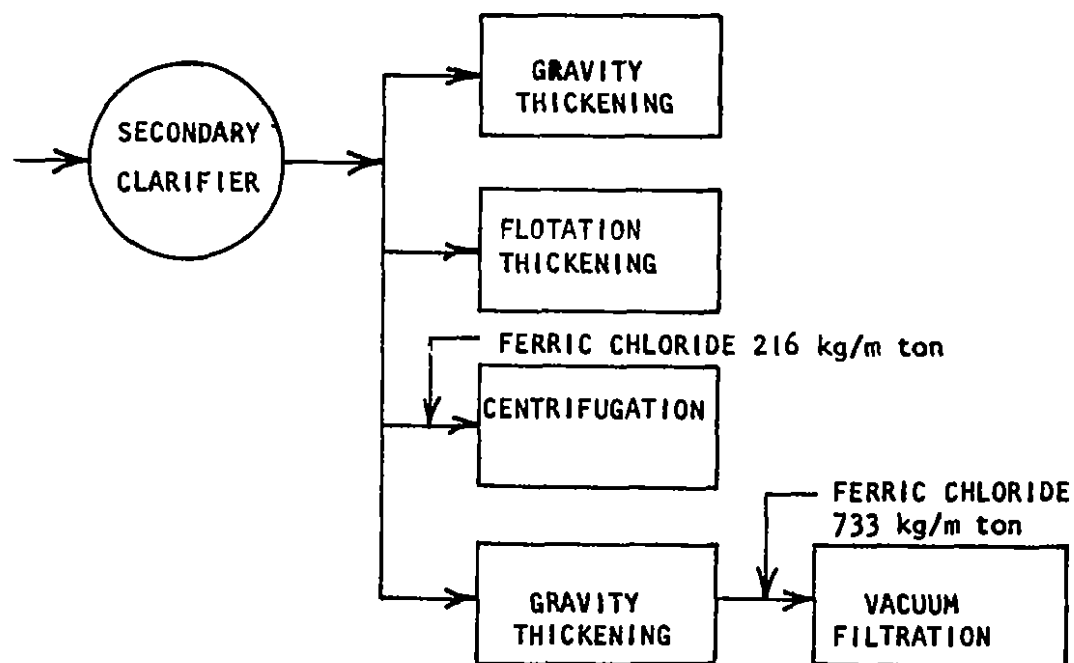 GRAVITY
THICKENING
SECONDARY
CLARIFIER
FLOTATION
THICKENING
FERRIC CHLORIDE 216 kg/m ton
CENTRIFUGATION
FERRIC CHLORIDE
733 kg/m ton
GRAVITY
THICKENING
VACUUM
FILTRATION